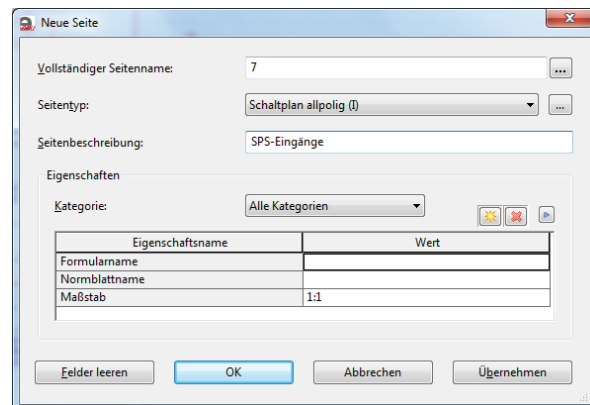 Neue Seite
Vollständiger Seitenname: 7 ...
Seitentyp: Schaltplan allpolig (I) ...
Seitenbeschreibung: SPS-Eingänge
Eigenschaften
Kategorie: Alle Kategorien
Eigenschaftsname Wert
Formularname
Normblattname
Maßstab 1:1
Felder leeren OK Abbrechen Übernehmen